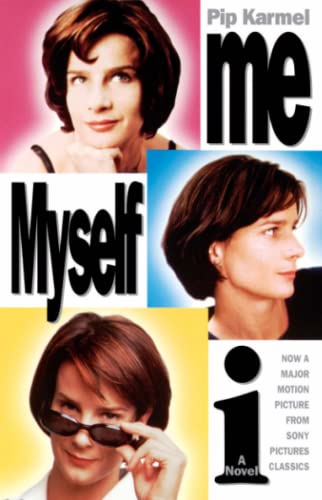 Pip Karmel
me
Myself
i
A
Novel
NOW A
MAJOR
MOTION
PICTURE
FROM
SONY
PICTURES
CLASSICS